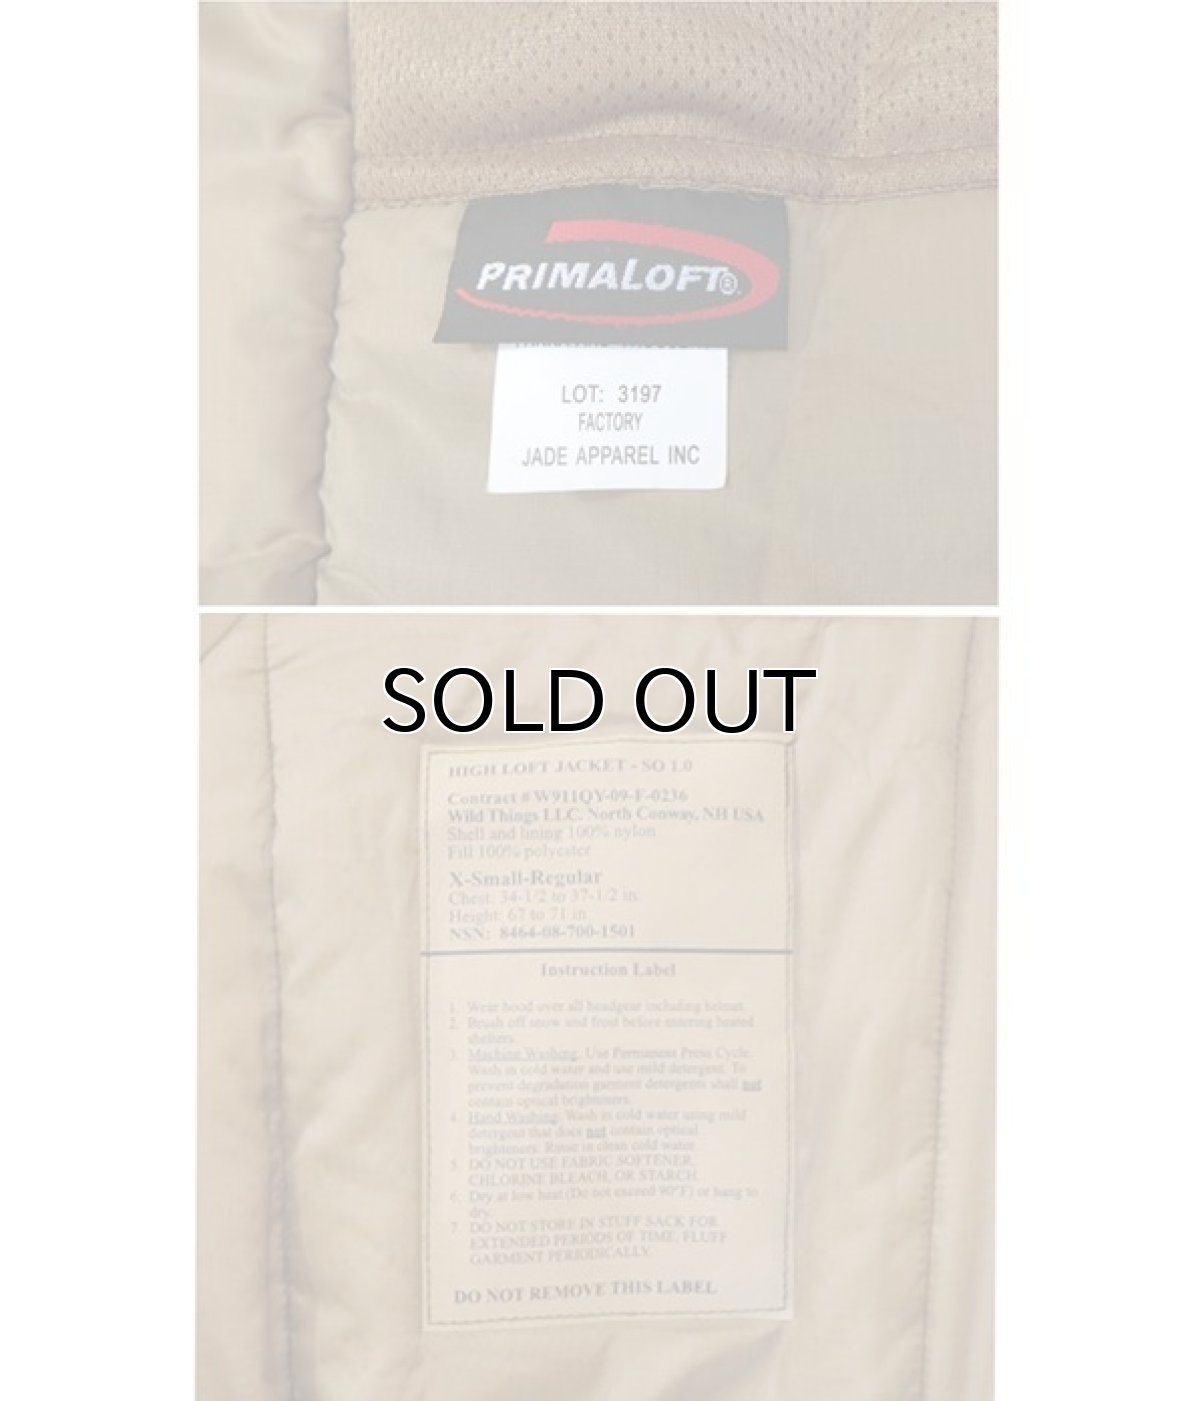 PRIMALOFT®
LOT: 3197
FACTORY
JADE APPAREL INC
SOLD OUT
HIGH LOFT JACKET - SO 1.0
Contract # W911QY-09-F-0236
Wild Things LLC. North Conway, NH USA
Shell and lining 100% nylon
Fill 100% polyester
X-Small-Regular
Chest: 34-1/2 to 37-1/2 in.
Height: 67 to 71 in
NSN: 8464-08-700-1501
Instruction Label
1. Wear hood over all headgear including helmet.
2. Brush off snow and frost before entering heated
shelters.
3. Machine Washing. Use Permanent Press Cycle.
Wash in cold water and use mild detergent. To
prevent degradation garment detergents shall not
contain optical brighteners.
4. Hand Washing. Wash in cold water using mild
detergent that does not contain optical
brighteners. Rinse in clean cold water.
5. DO NOT USE FABRIC SOFTENER,
CHLORINE BLEACH, OR STARCH.
6. Dry at low heat (Do not exceed 90°F) or hang to
dry.
7. DO NOT STORE IN STUFF SACK FOR
EXTENDED PERIODS OF TIME, FLUFF
GARMENT PERIODICALLY.
DO NOT REMOVE THIS LABEL